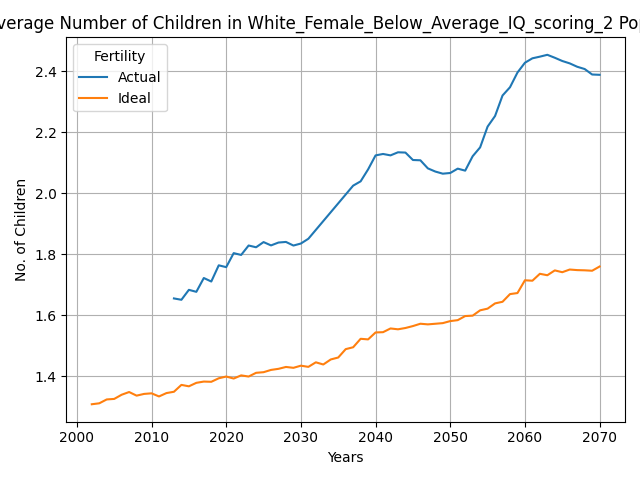 verage Number of Children in White_Female_Below_Average_IQ_scoring_2 Pop
Fertility
Actual
Ideal
No. of Children
2.4
2.2
2.0
1.8
1.6
1.4
2000 2010 2020 2030 2040 2050 2060 2070
Years